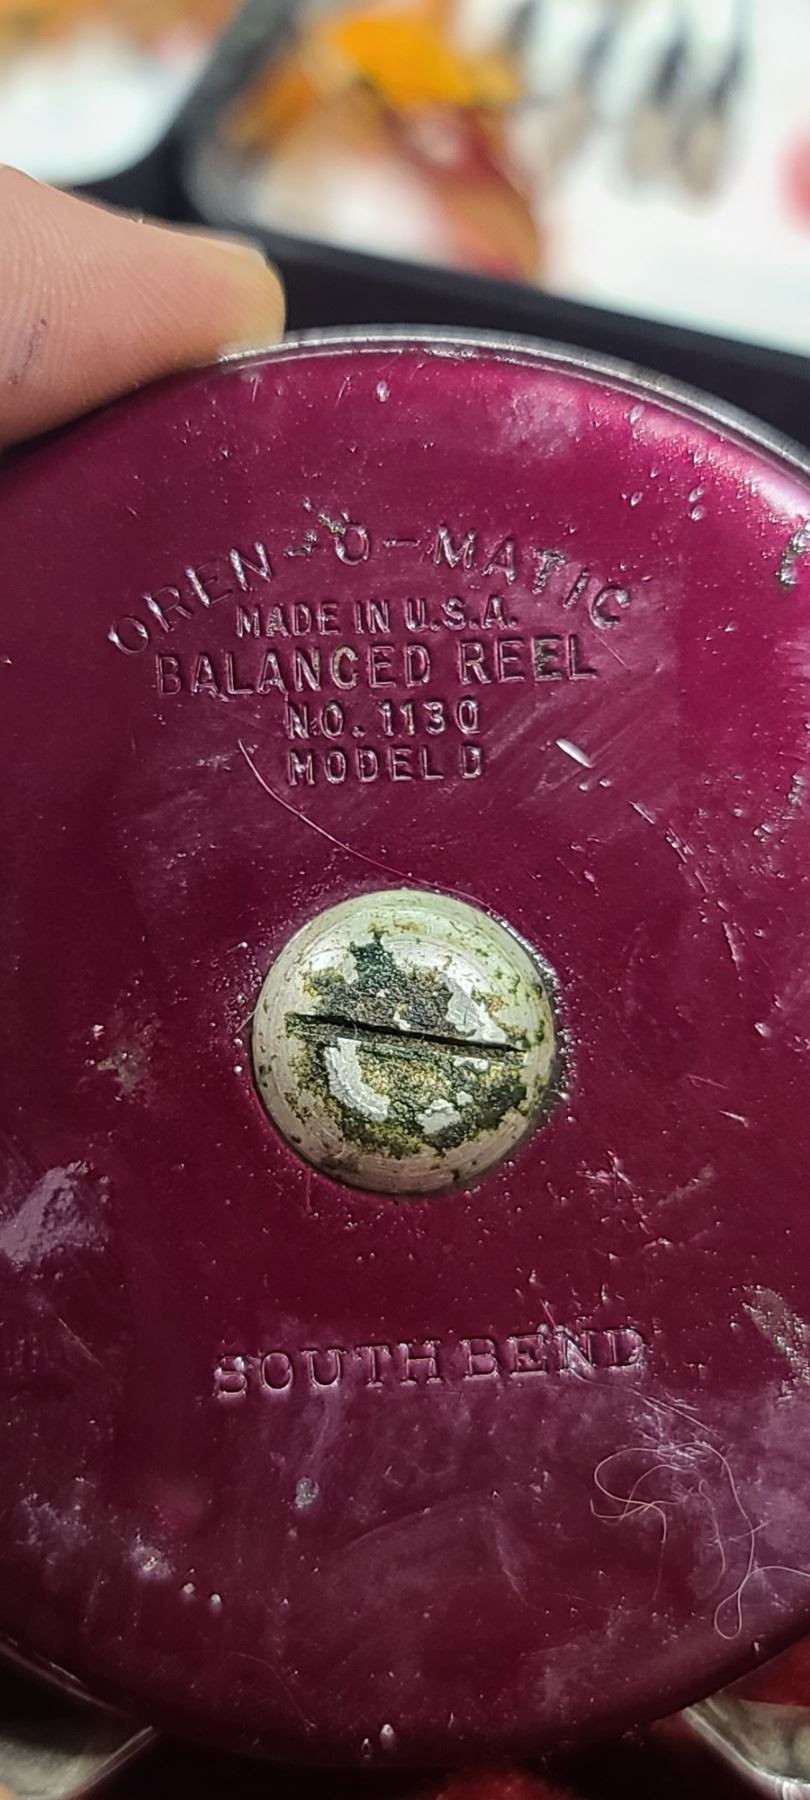 OREN-O-MATIC
MADE IN U.S.A.
BALANCED REEL
NO. 1130
MODEL D
SOUTH BEND